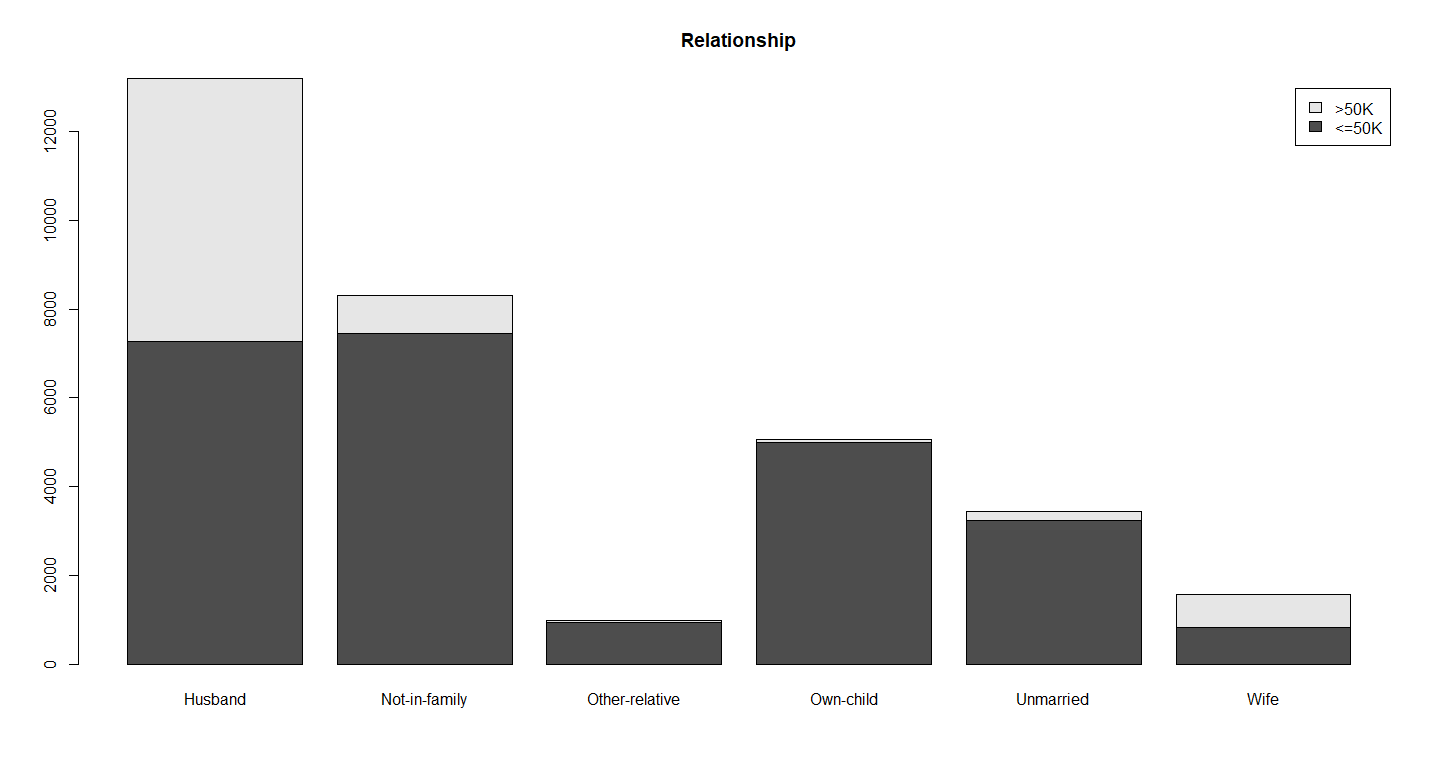 Relationship
>50K
<=50K
12000
10000
8000
6000
4000
2000
0
Husband
Not-in-family
Other-relative
Own-child
Unmarried
Wife